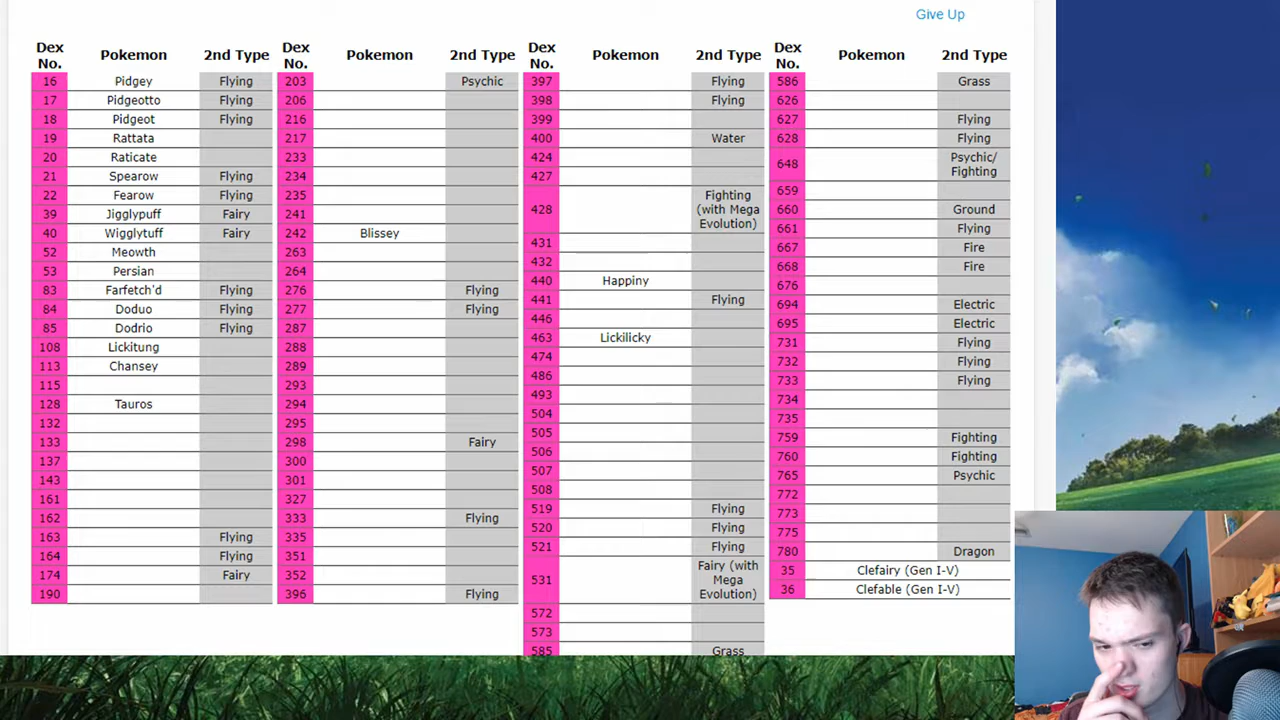 Give Up
Dex No. Pokemon 2nd Type Dex No. Pokemon 2nd Type Dex No. Pokemon 2nd Type Dex No. Pokemon 2nd Type
16 Pidgey Flying
17 Pidgeotto Flying
18 Pidgeot Flying
19 Rattata
20 Raticate
21 Spearow Flying
22 Fearow Flying
39 Jigglypuff Fairy
40 Wigglytuff Fairy
52 Meowth
53 Persian
83 Farfetch'd Flying
84 Doduo Flying
85 Dodrio Flying
108 Lickitung
113 Chansey
115
128 Tauros
132
133
137
143
161
162
163 Flying
164 Flying
174 Fairy
190
203 Psychic
206
216
217
233
234
235
241
242 Blissey
263
264
276 Flying
277 Flying
287
288
289
293
294
295
298 Fairy
300
301
327
333 Flying
335
351
352
396 Flying
397 Flying
398 Flying
399
400 Water
424
427
428 Fighting
(with Mega
Evolution)
431
432
440 Happiny
441 Flying
446
463 Lickilicky
474
486
493
504
505
506
507
508
519 Flying
520 Flying
521 Flying
531 Fairy (with
Mega
Evolution)
572
573
585 Grass
586 Grass
626
627 Flying
628 Flying
648 Psychic/
Fighting
659
660 Ground
661 Flying
667 Fire
668 Fire
676
694 Electric
695 Electric
731 Flying
732 Flying
733 Flying
734
735
759 Fighting
760 Fighting
765 Psychic
772
773
775
780 Dragon
35 Clefairy (Gen I-V)
36 Clefable (Gen I-V)